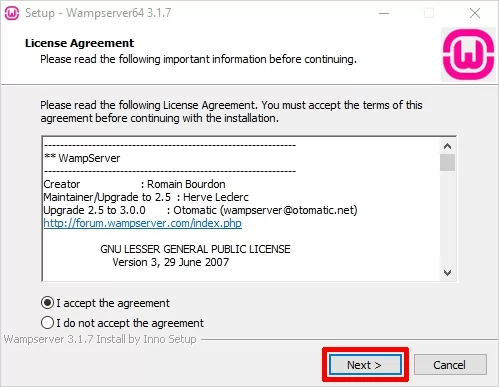 Setup - Wampserver64 3.1.7
License Agreement
Please read the following important information before continuing.
Please read the following License Agreement. You must accept the terms of this
agreement before continuing with the installation.
------------------------------------------------------------
** WampServer
------------------------------------------------------------
Creator : Romain Bourdon
Maintainer/Upgrade to 2.5 : Herve Leclerc
Upgrade 2.5 to 3.0.0 : Otomatic (wampserver@otomatic.net)
http://forum.wampserver.com/index.php
GNU LESSER GENERAL PUBLIC LICENSE
Version 3, 29 June 2007
I accept the agreement
I do not accept the agreement
Wampserver 3.1.7 Install by Inno Setup
Next > Cancel